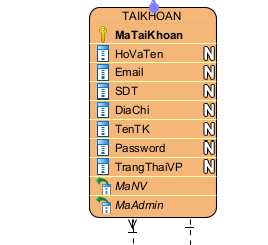 TAIKHOAN
MaTaiKhoan
HoVaTen N
Email N
SDT N
DiaChi N
TenTK N
Password N
TrangThaiVP N
MaNV
MaAdmin